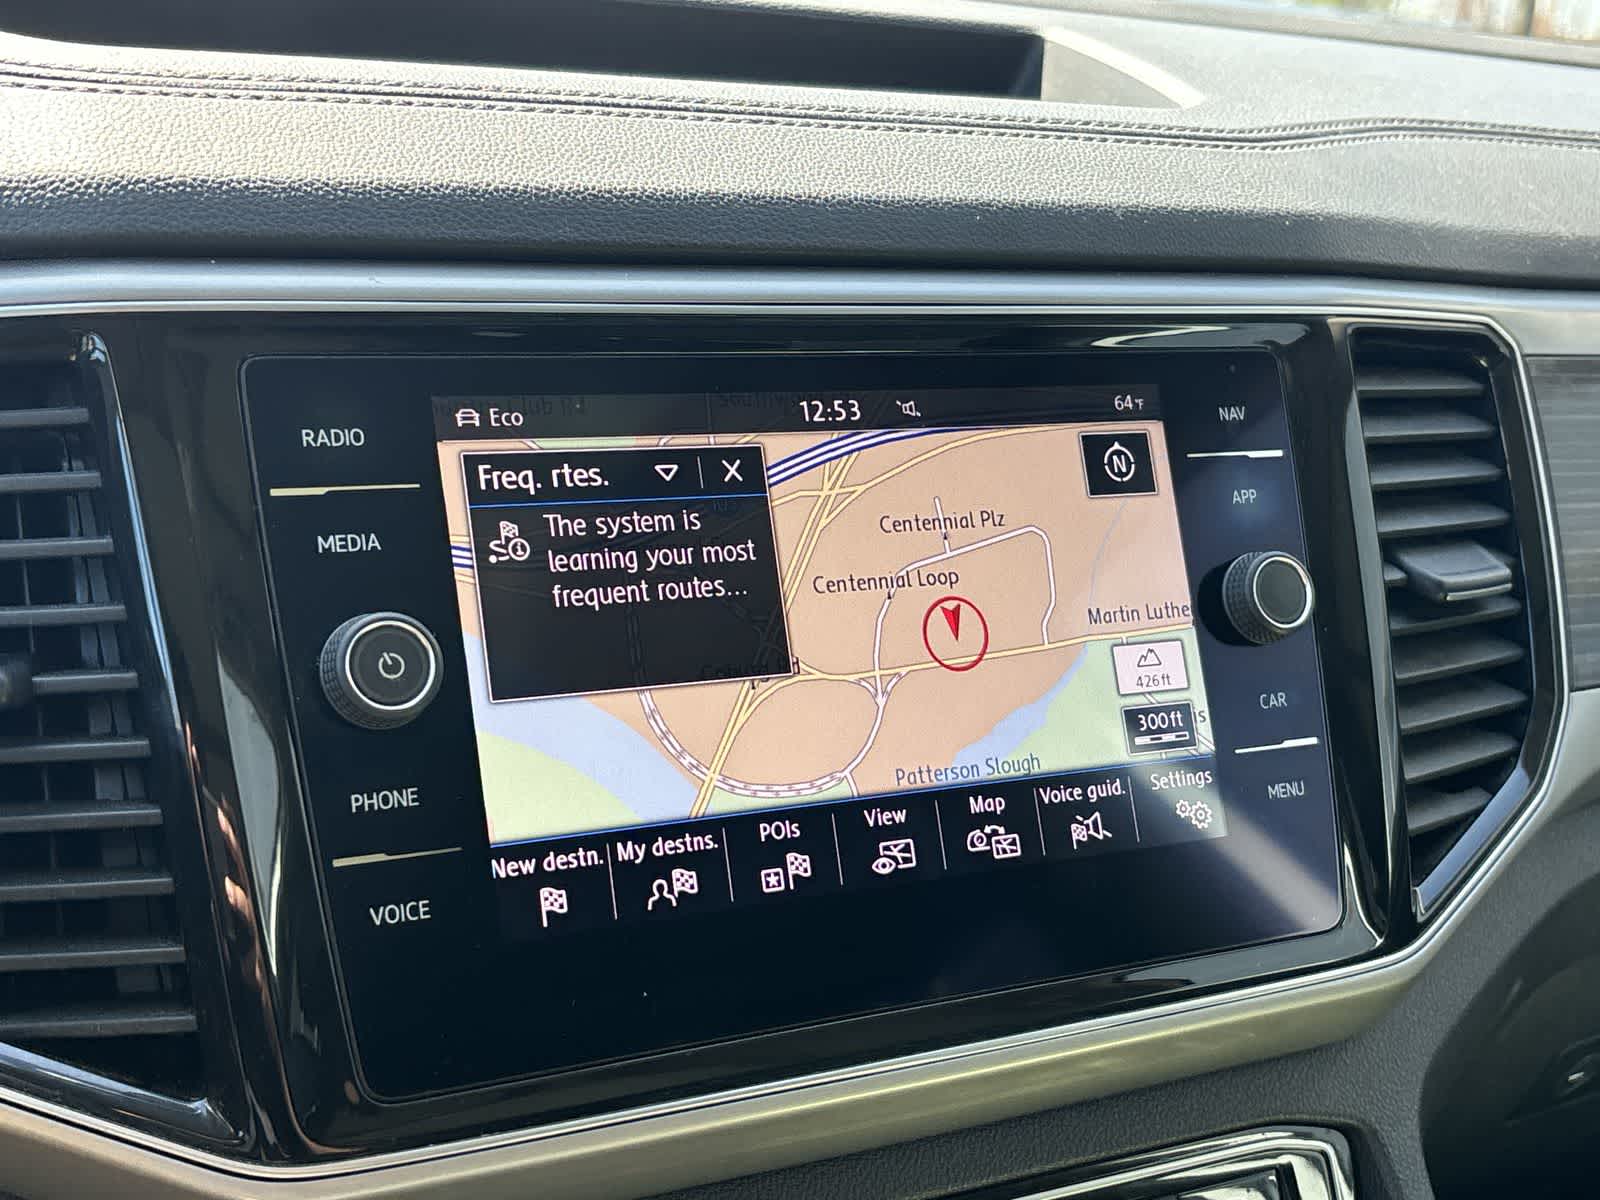 RADIO
MEDIA
PHONE
VOICE
Eco
12:53
64°F
Freq. rtes.
The system is
learning your most
frequent routes...
N
Centennial Plz
Centennial Loop
Martin Luthe
Coburg Rd
426ft
300ft
Patterson Slough
New destn.
My destns.
POIs
View
Map
Voice guid.
Settings
NAV
APP
CAR
MENU